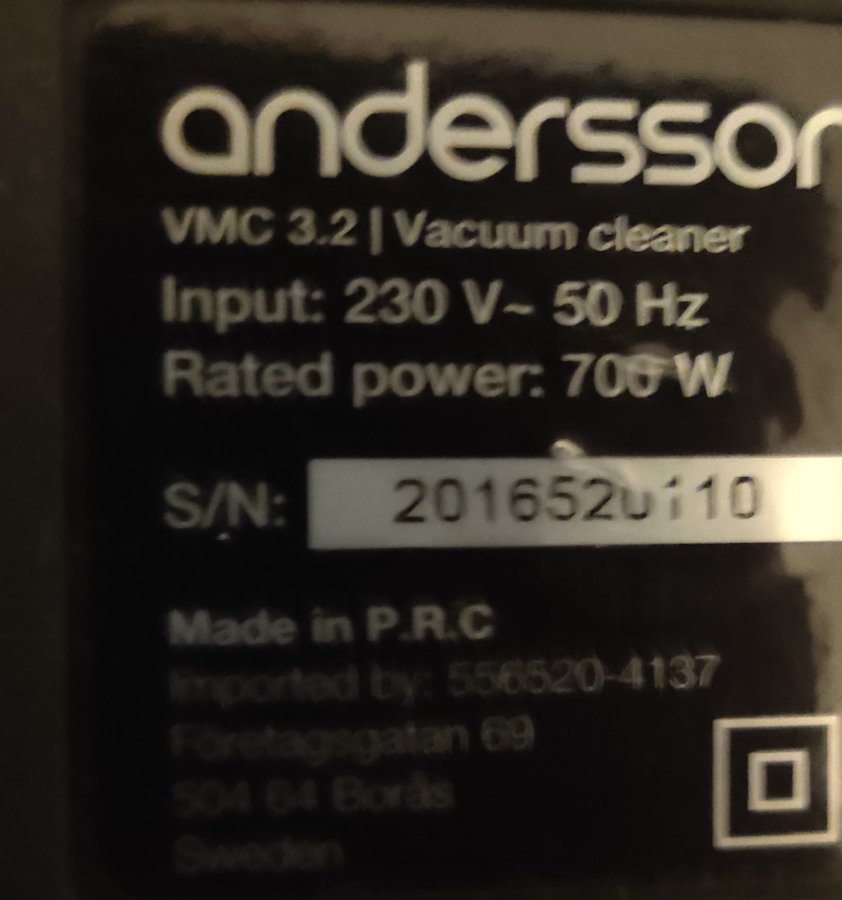 andersson
VMC 3.2 | Vacuum cleaner
Input: 230 V~ 50 Hz
Rated power: 700 W
S/N: 2016520110
Made in P.R.C
Imported by: 556520-4137
Företagsgatan 69
504 64 Borås
Sweden